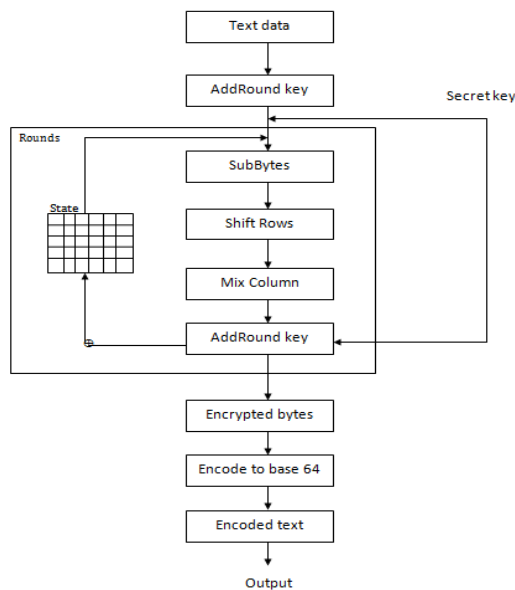 Text data
AddRound key
Secret key
Rounds
SubBytes
State
Shift Rows
Mix Column
AddRound key
Encrypted bytes
Encode to base 64
Encoded text
Output